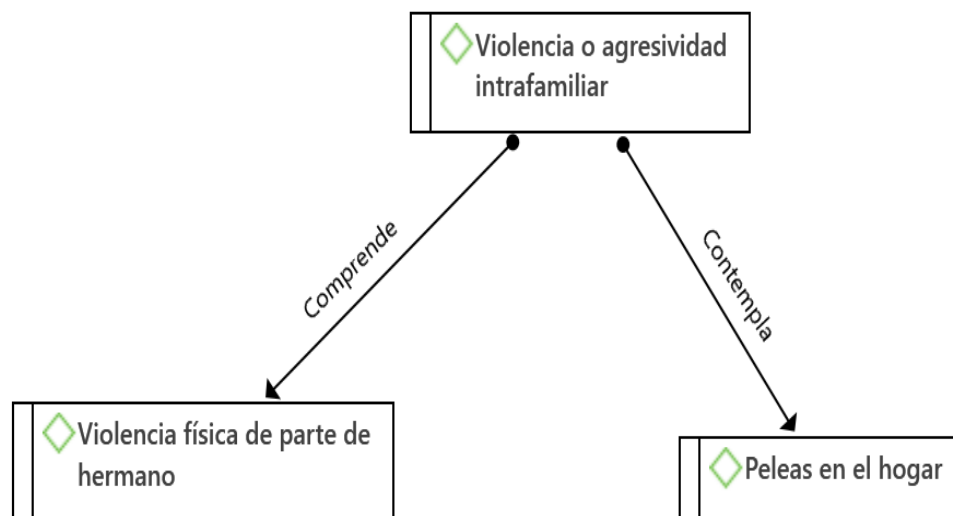 Violencia o agresividad
intrafamiliar
Comprende
Contempla
Violencia física de parte de
hermano
Peleas en el hogar